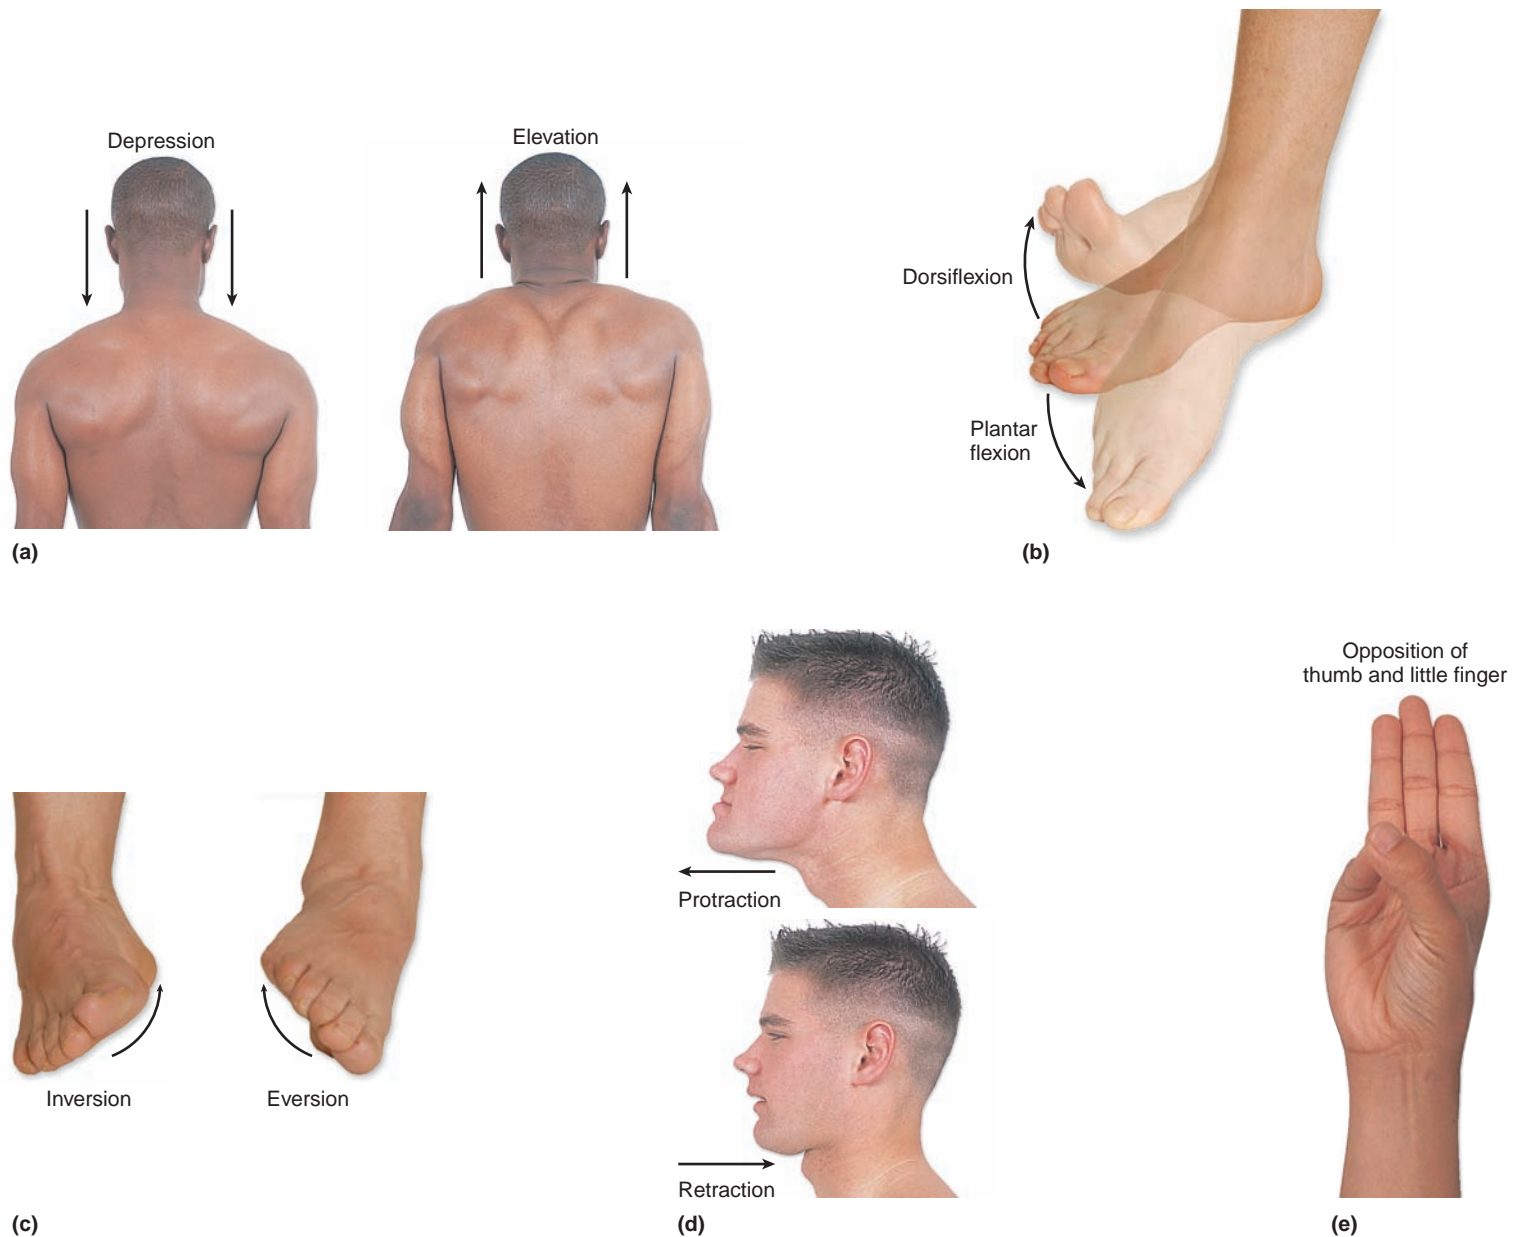 Depression
Elevation
Dorsiflexion
Plantar
flexion
(a)
(b)
Inversion
Eversion
(c)
Protraction
Retraction
(d)
Opposition of
thumb and little finger
(e)